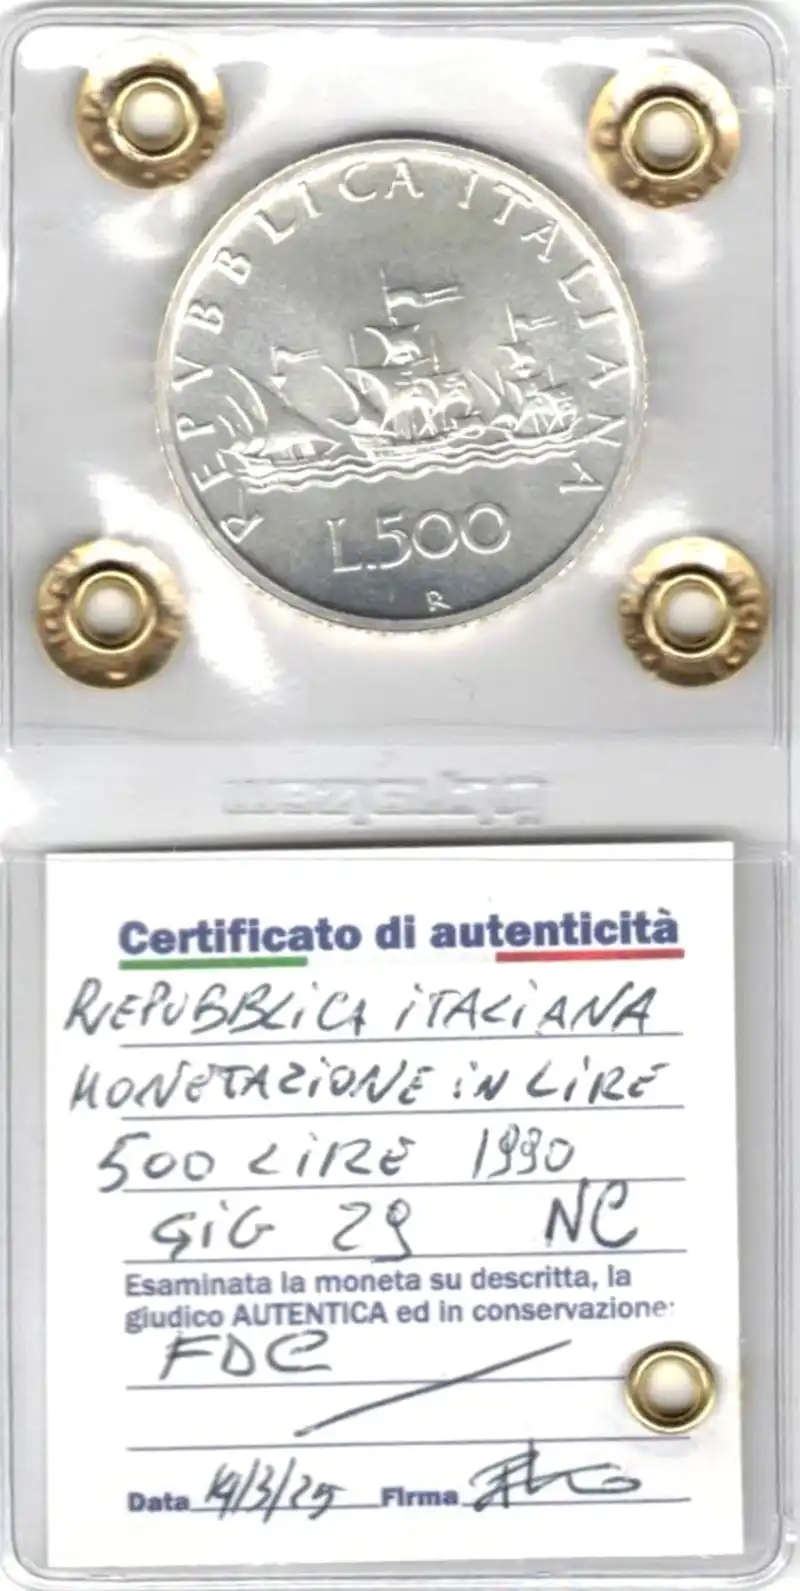 REPVBBLICA ITALIANA
L.500
R
Certificato di autenticità
REPUBBLICA ITALIANA
MONETAZIONE IN LIRE
500 LIRE 1990
GIG 29 NC
Esaminata la moneta su descritta, la
giudico AUTENTICA ed in conservazione:
FDC
Data 19/3/25 Firma